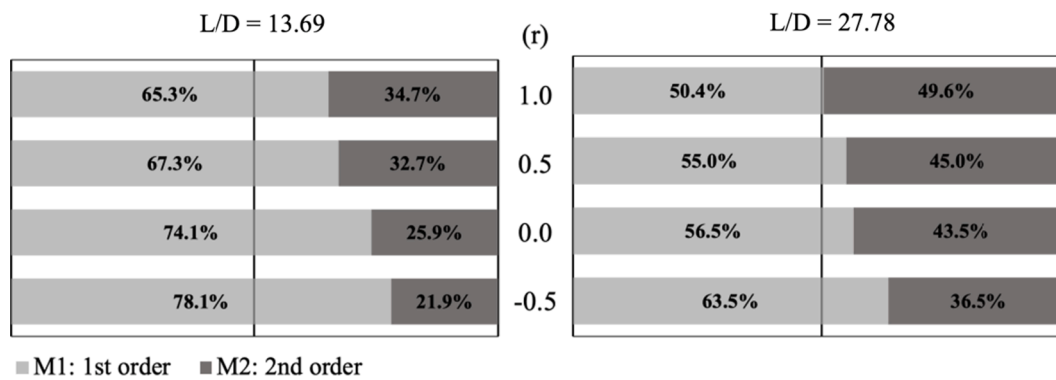 L/D = 13.69 (r) L/D = 27.78
65.3% 34.7% 1.0 50.4% 49.6%
67.3% 32.7% 0.5 55.0% 45.0%
74.1% 25.9% 0.0 56.5% 43.5%
78.1% 21.9% -0.5 63.5% 36.5%
M1: 1st order M2: 2nd order